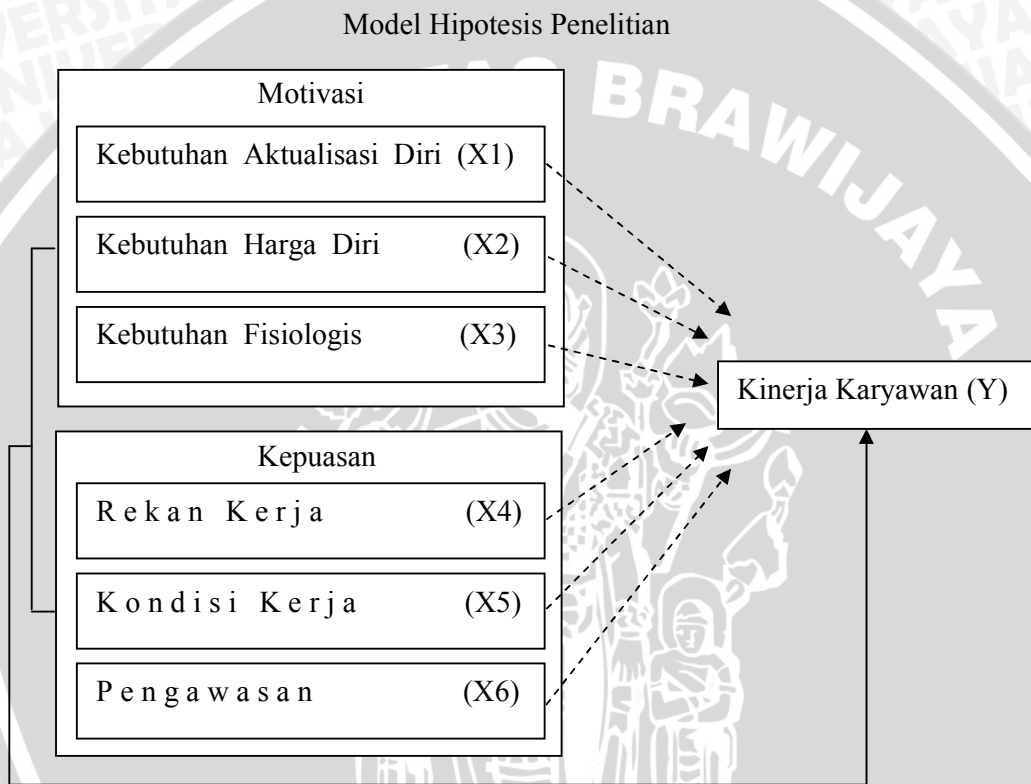 Model Hipotesis Penelitian
BRAWIJAYA
Motivasi
Kebutuhan Aktualisasi Diri (X1)
Kebutuhan Harga Diri (X2)
Kebutuhan Fisiologis (X3)
Kinerja Karyawan (Y)
Kepuasan
Rekan Kerja (X4)
Kondisi Kerja (X5)
Pengawasan (X6)